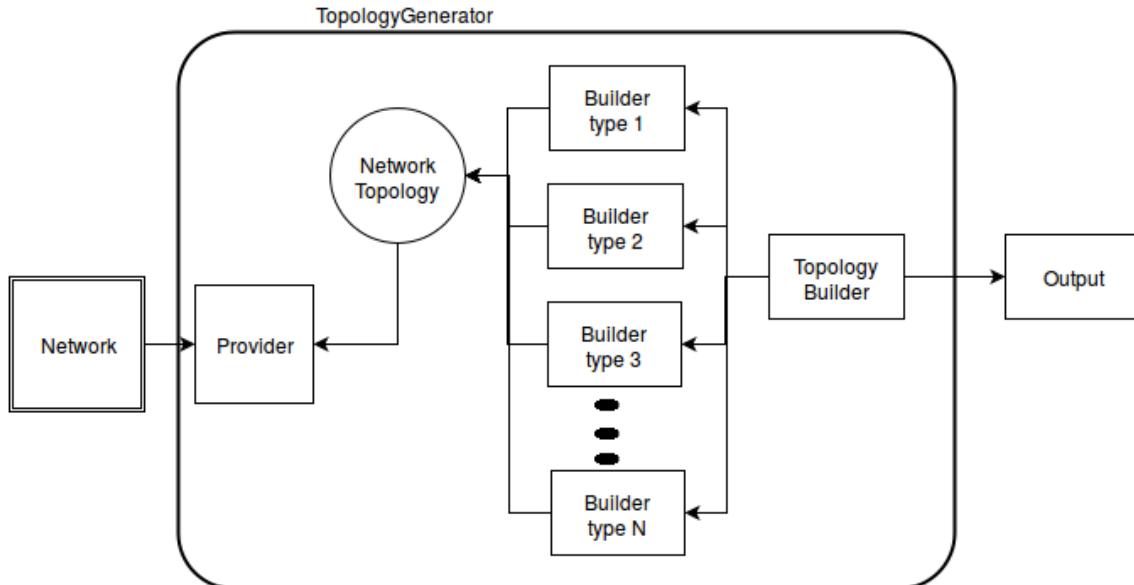 TopologyGenerator
Builder
type 1
Network
Topology
Builder
type 2
Topology
Builder
Output
Network
Provider
Builder
type 3
Builder
type N